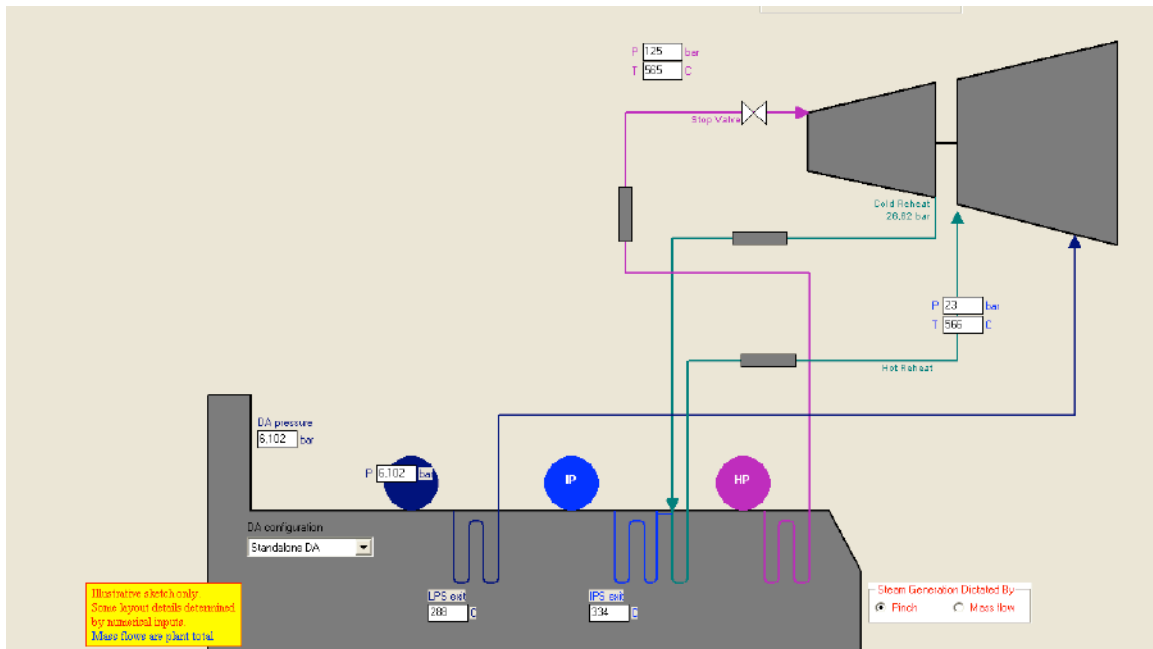 P 125 bar
T 565 C
Stop Valve
Cold Reheat
26.62 bar
P 23 bar
T 566 C
Hot Reheat
DA pressure
6.102 bar
P 6.102 bar
IP
HP
DA configuration
Standalone DA
LPS exit
288 C
IPS exit
334 C
Illustrative sketch only.
Some layout details determined
by numerical inputs.
Mass flows are plant total
Steam Generation Dictated By
Pinch Mass flow